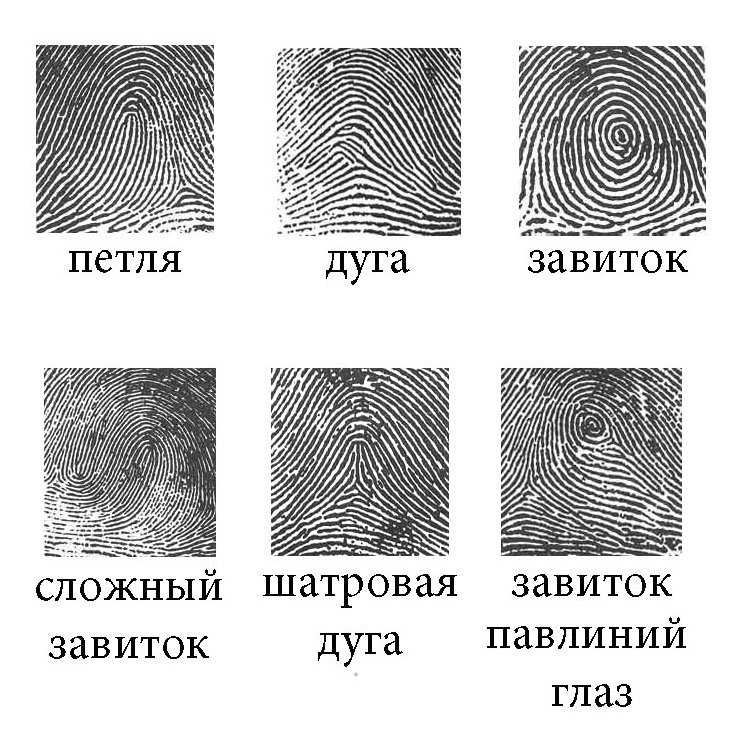 петля
дуга
завиток
сложный
завиток
шатровая
дуга
завиток
павлиний
глаз